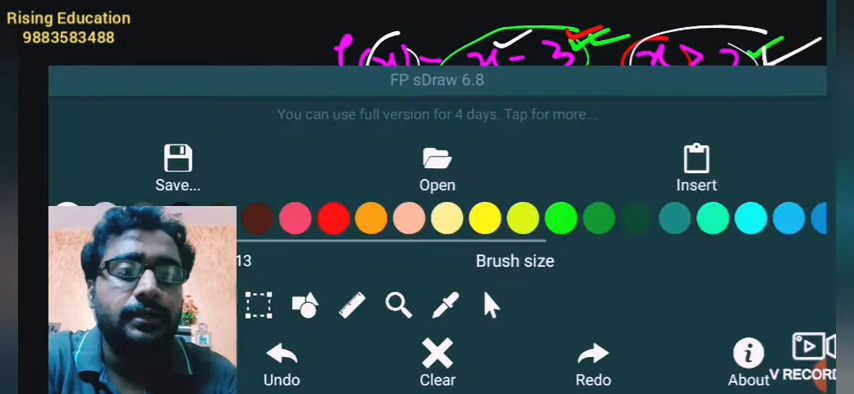 Rising Education
9883583488
x - 3
FP sDraw 6.8
You can use full version for 4 days. Tap for more...
Save...
Open
Insert
13
Brush size
Undo
Clear
Redo
About
V RECORD